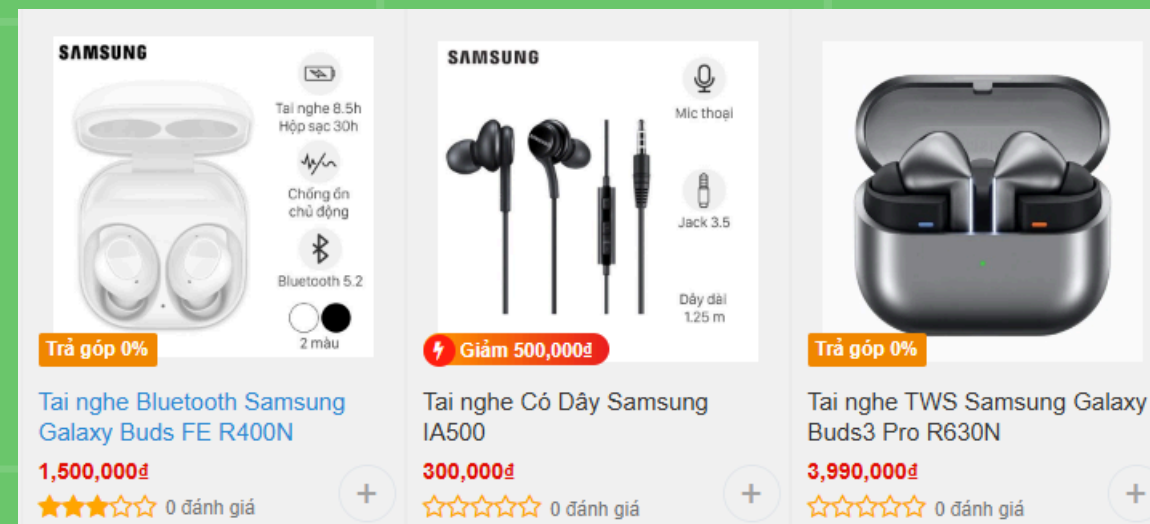 SAMSUNG
Tai nghe 8.5h
Hộp sạc 30h
Chống ồn
chủ động
Bluetooth 5.2
2 màu
Trả góp 0%
Tai nghe Bluetooth Samsung
Galaxy Buds FE R400N
1,500,000₫
0 đánh giá
+
SAMSUNG
Mic thoại
Jack 3.5
Dây dài
1.25 m
Giảm 500,000₫
Tai nghe Có Dây Samsung
IA500
300,000₫
0 đánh giá
+
Trả góp 0%
Tai nghe TWS Samsung Galaxy
Buds3 Pro R630N
3,990,000₫
0 đánh giá
+